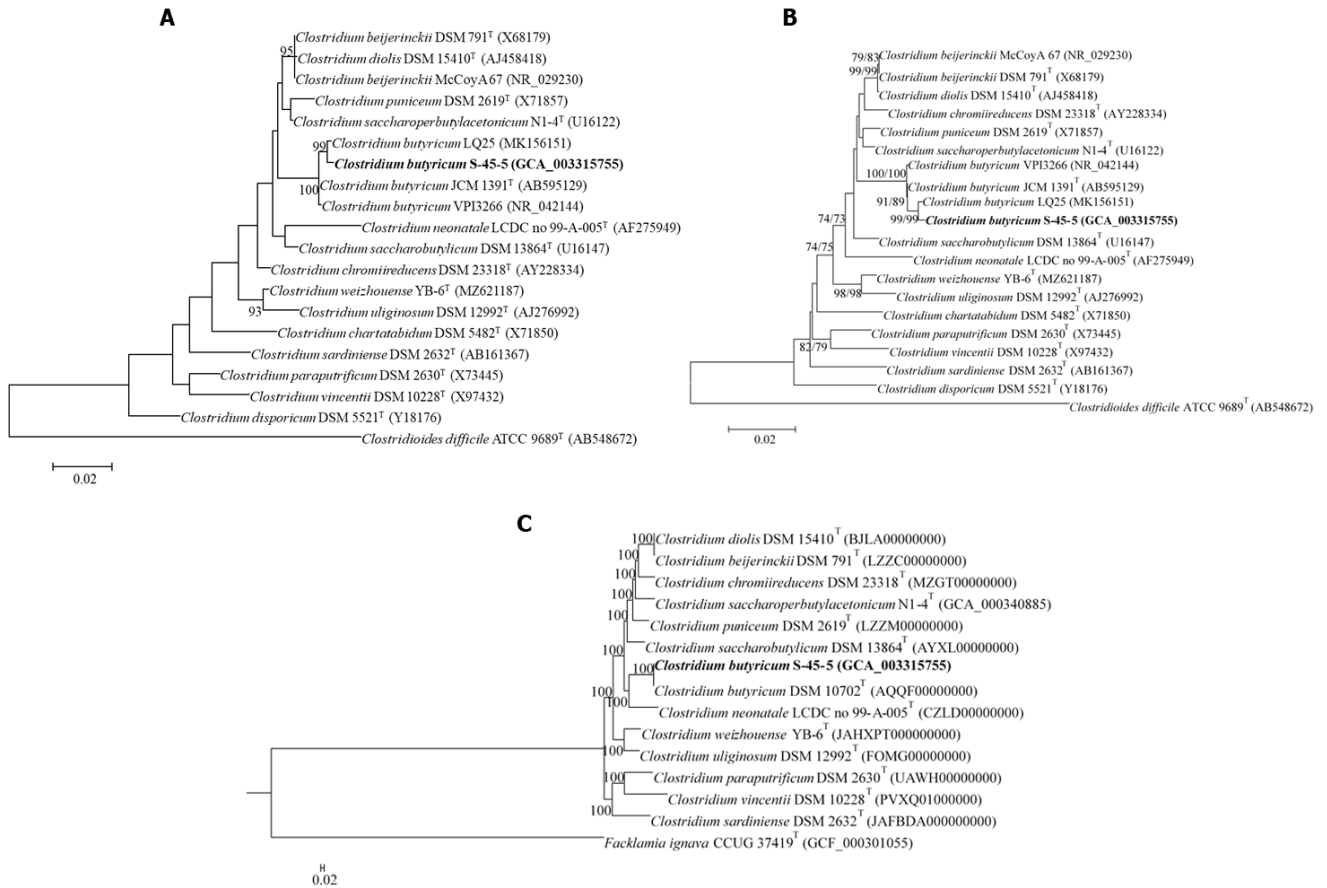 A
Clostridium beijerinckii DSM 791ᵀ (X68179)
95
Clostridium diolis DSM 15410ᵀ (AJ458418)
Clostridium beijerinckii McCoyA67 (NR_029230)
Clostridium puniceum DSM 2619ᵀ (X71857)
Clostridium saccharoperbutylacetonicum N1-4ᵀ (U16122)
Clostridium butyricum LQ25 (MK156151)
99
Clostridium butyricum S-45-5 (GCA_003315755)
Clostridium butyricum JCM 1391ᵀ (AB595129)
100
Clostridium butyricum VPI3266 (NR_042144)
Clostridium neonatale LCDC no 99-A-005ᵀ (AF275949)
Clostridium saccharobutylicum DSM 13864ᵀ (U16147)
Clostridium chromiireducens DSM 23318ᵀ (AY228334)
Clostridium weizhouense YB-6ᵀ (MZ621187)
93
Clostridium uliginosum DSM 12992ᵀ (AJ276992)
Clostridium chartatabidum DSM 5482ᵀ (X71850)
Clostridium sardiniense DSM 2632ᵀ (AB161367)
Clostridium paraputrificum DSM 2630ᵀ (X73445)
Clostridium vincentii DSM 10228ᵀ (X97432)
Clostridium disporicum DSM 5521ᵀ (Y18176)
Clostridioides difficile ATCC 9689ᵀ (AB548672)
0.02
B
79/83
Clostridium beijerinckii McCoyA 67 (NR_029230)
99/99
Clostridium beijerinckii DSM 791ᵀ (X68179)
Clostridium diolis DSM 15410ᵀ (AJ458418)
Clostridium chromiireducens DSM 23318ᵀ (AY228334)
Clostridium puniceum DSM 2619ᵀ (X71857)
Clostridium saccharoperbutylacetonicum N1-4ᵀ (U16122)
Clostridium butyricum VPI3266 (NR_042144)
100/100
Clostridium butyricum JCM 1391ᵀ (AB595129)
91/89
Clostridium butyricum LQ25 (MK156151)
99/99
Clostridium butyricum S-45-5 (GCA_003315755)
74/73
Clostridium saccharobutylicum DSM 13864ᵀ (U16147)
74/75
Clostridium neonatale LCDC no 99-A-005ᵀ (AF275949)
Clostridium weizhouense YB-6ᵀ (MZ621187)
98/98
Clostridium uliginosum DSM 12992ᵀ (AJ276992)
Clostridium chartatabidum DSM 5482ᵀ (X71850)
Clostridium paraputrificum DSM 2630ᵀ (X73445)
82/79
Clostridium vincentii DSM 10228ᵀ (X97432)
Clostridium sardiniense DSM 2632ᵀ (AB161367)
Clostridium disporicum DSM 5521ᵀ (Y18176)
Clostridioides difficile ATCC 9689ᵀ (AB548672)
0.02
C
100
Clostridium diolis DSM 15410ᵀ (BJLA00000000)
100
Clostridium beijerinckii DSM 791ᵀ (LZZC00000000)
100
Clostridium chromiireducens DSM 23318ᵀ (MZGT00000000)
100
Clostridium saccharoperbutylacetonicum N1-4ᵀ (GCA_000340885)
100
Clostridium puniceum DSM 2619ᵀ (LZZM00000000)
100
Clostridium saccharobutylicum DSM 13864ᵀ (AYXL00000000)
100
Clostridium butyricum S-45-5 (GCA_003315755)
100
Clostridium butyricum DSM 10702ᵀ (AQQF00000000)
100
Clostridium neonatale LCDC no 99-A-005ᵀ (CZLD00000000)
Clostridium weizhouense YB-6ᵀ (JAHXPT000000000)
100
Clostridium uliginosum DSM 12992ᵀ (FOMG00000000)
100
Clostridium paraputrificum DSM 2630ᵀ (UAWH00000000)
Clostridium vincentii DSM 10228ᵀ (PVXQ01000000)
100
Clostridium sardiniense DSM 2632ᵀ (JAFBDA000000000)
Facklamia ignava CCUG 37419ᵀ (GCF_000301055)
0.02